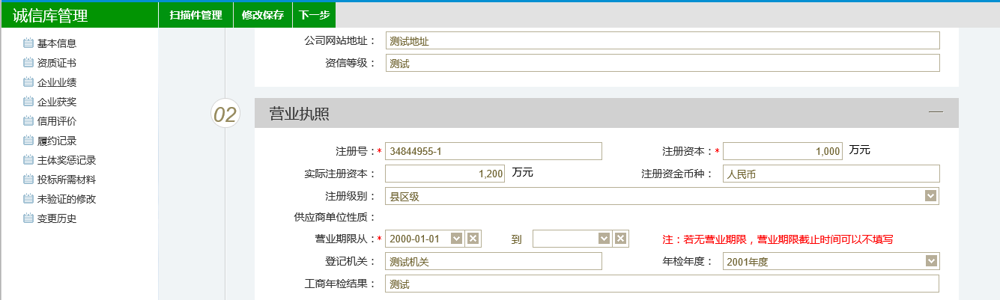 诚信库管理 扫描件管理 修改保存 下一步
基本信息
资质证书
企业业绩
企业获奖
信用评价
履约记录
主体奖惩记录
投标所需材料
未验证的修改
变更历史
公司网站地址： 测试地址
资信等级： 测试
02 营业执照
注册号：* 34844955-1 注册资本：* 1,000 万元
实际注册资本： 1,200 万元 注册资金币种： 人民币
注册级别： 县区级
供应商单位性质：
营业期限从：* 2000-01-01 到 注：若无营业期限，营业期限截止时间可以不填写
登记机关： 测试机关 年检年度： 2001年度
工商年检结果： 测试